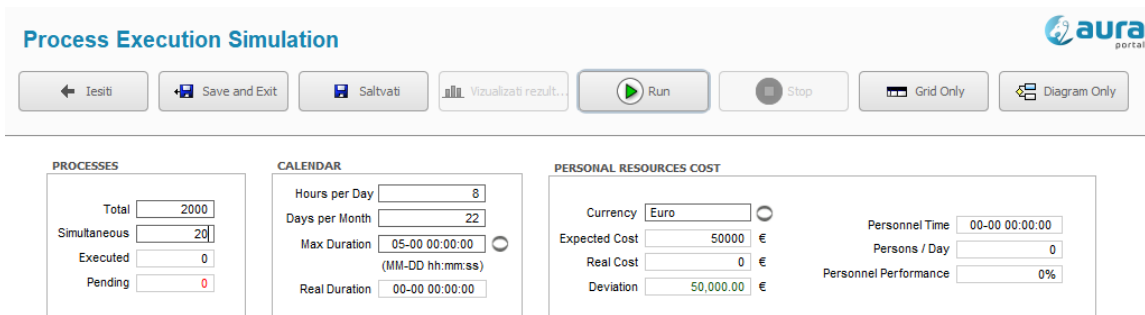 Process Execution Simulation
aura
portal
Iesiti
Save and Exit
Saltvati
Vizualizati rezult...
Run
Stop
Grid Only
Diagram Only
PROCESSES
Total 2000
Simultaneous 20
Executed 0
Pending 0
CALENDAR
Hours per Day 8
Days per Month 22
Max Duration 05-00 00:00:00
(MM-DD hh:mm:ss)
Real Duration 00-00 00:00:00
PERSONAL RESOURCES COST
Currency Euro
Expected Cost 50000 €
Real Cost 0 €
Deviation 50,000.00 €
Personnel Time 00-00 00:00:00
Persons / Day 0
Personnel Performance 0%